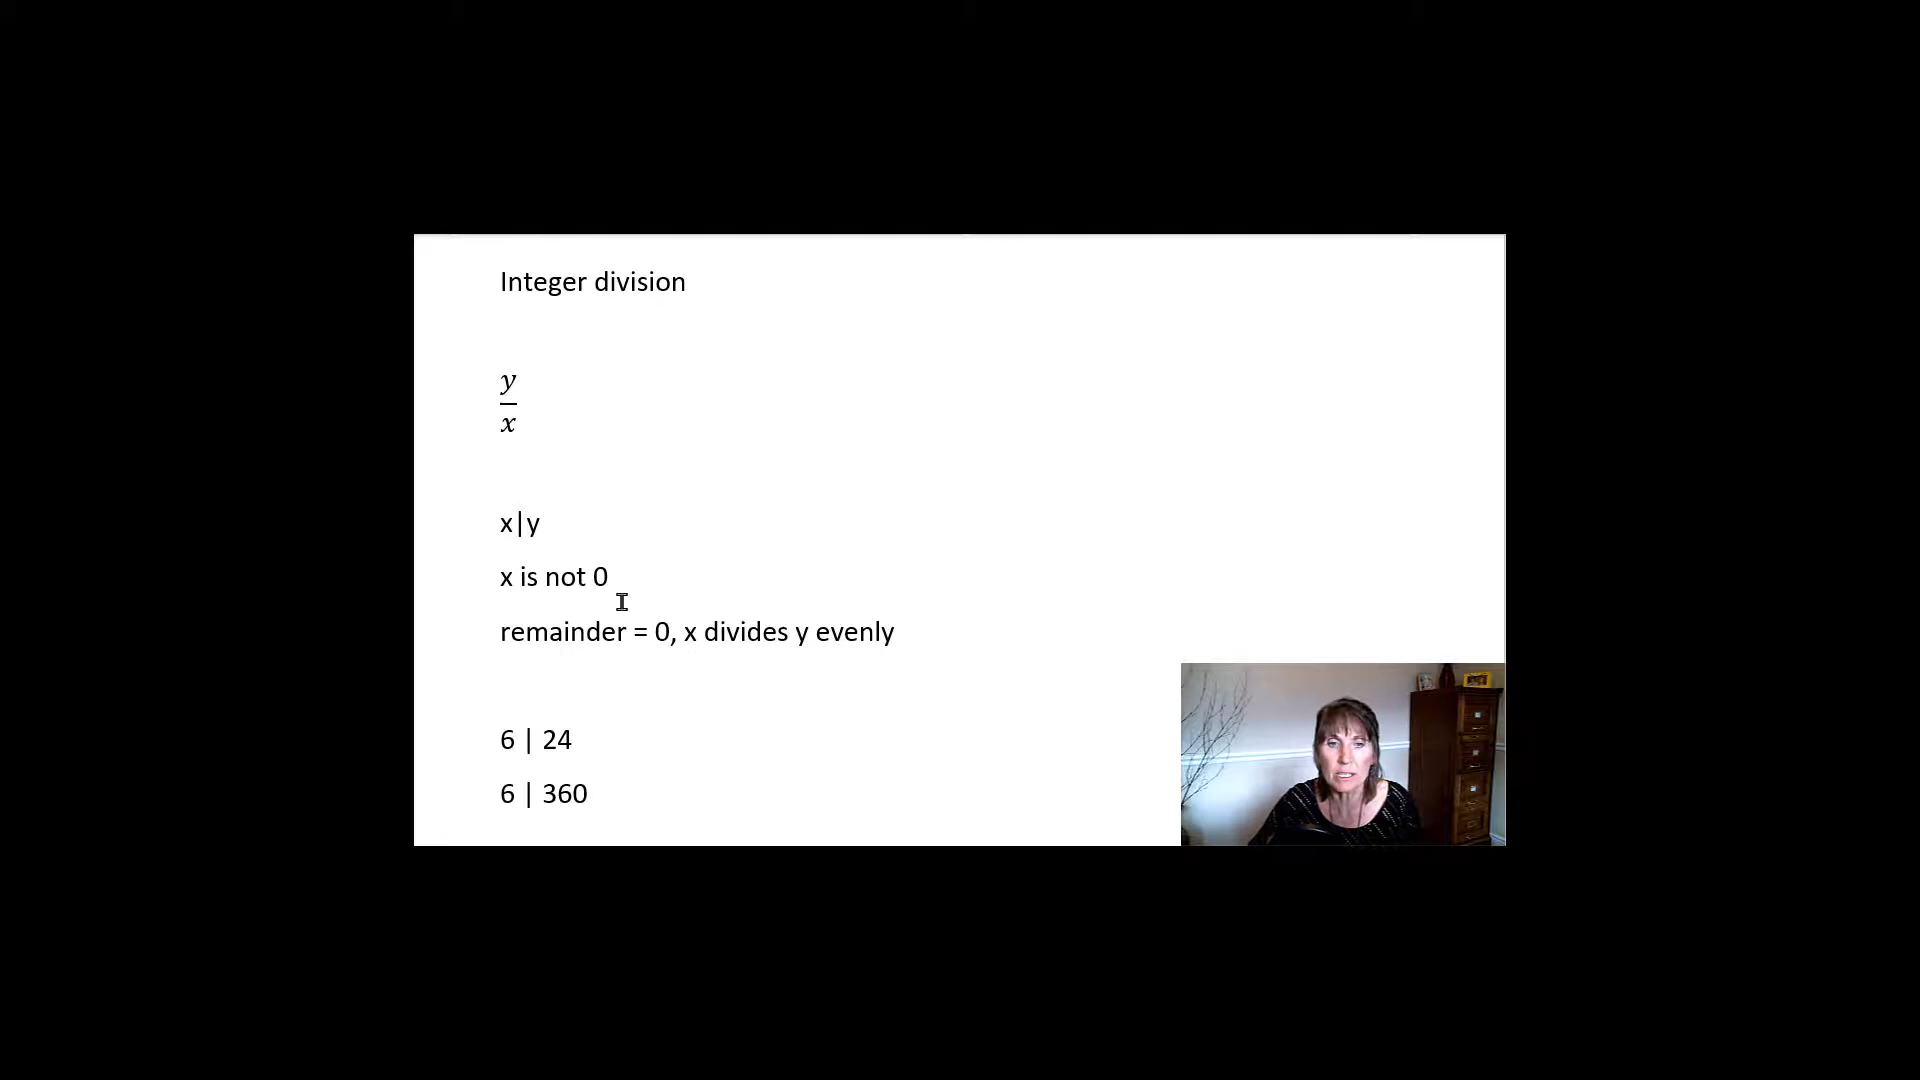 Integer division
y
x
x|y
x is not 0
remainder = 0, x divides y evenly
6 | 24
6 | 360